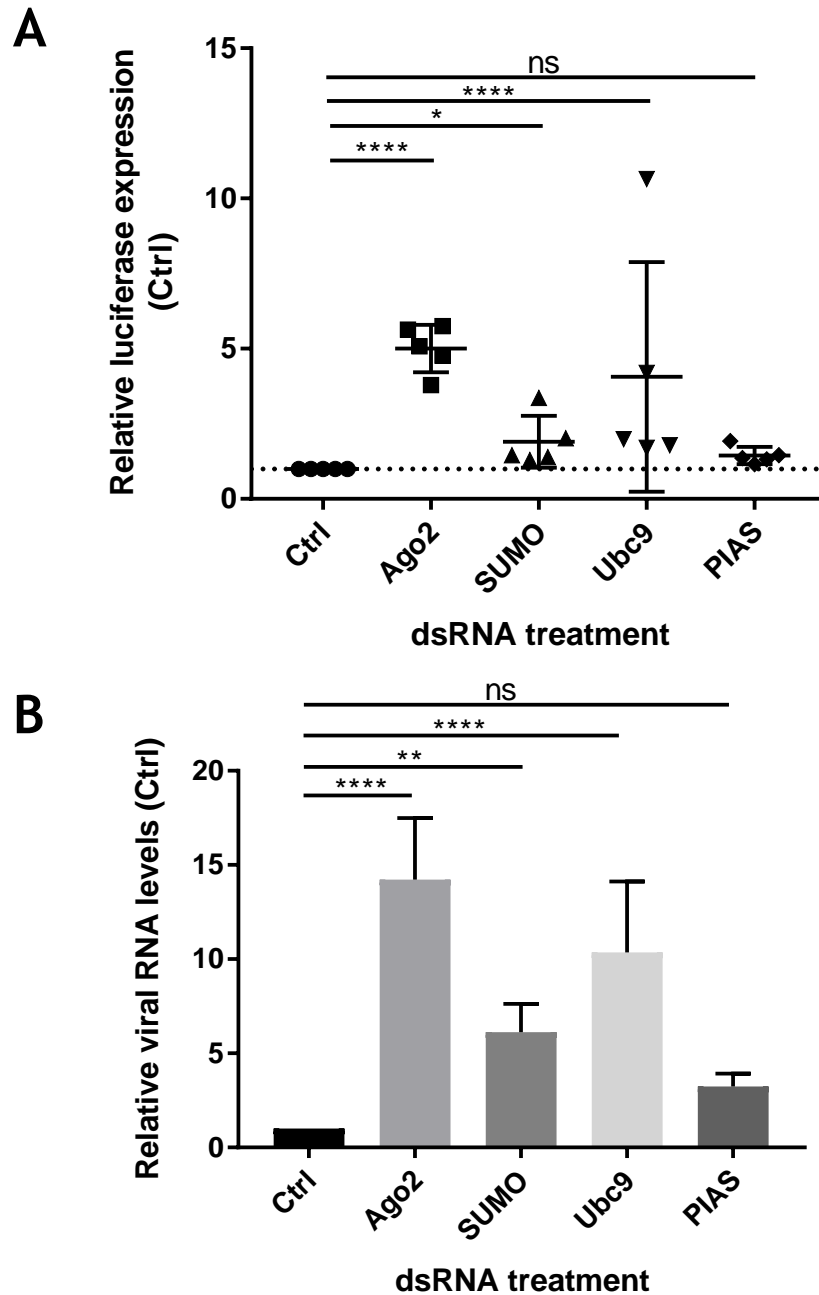 A
Relative luciferase expression
(Ctrl)
15
10
5
0
ns
****
*
****
Ctrl
Ago2
SUMO
Ubc9
PIAS
dsRNA treatment
B
Relative viral RNA levels (Ctrl)
20
15
10
5
0
ns
****
**
****
Ctrl
Ago2
SUMO
Ubc9
PIAS
dsRNA treatment